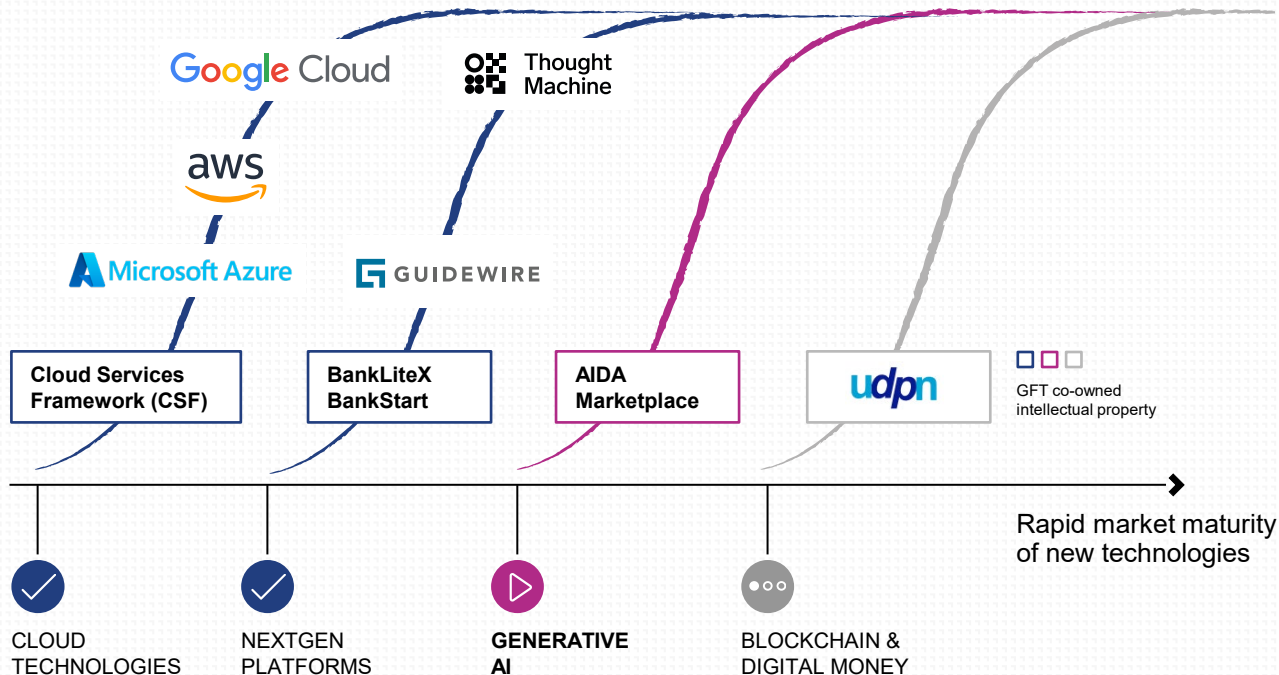 Google Cloud
Thought
Machine
aws
Microsoft Azure
GUIDEWIRE
Cloud Services
Framework (CSF)
BankLiteX
BankStart
AIDA
Marketplace
udpn
GFT co-owned
intellectual property
Rapid market maturity
of new technologies
CLOUD
TECHNOLOGIES
NEXTGEN
PLATFORMS
GENERATIVE
AI
BLOCKCHAIN &
DIGITAL MONEY